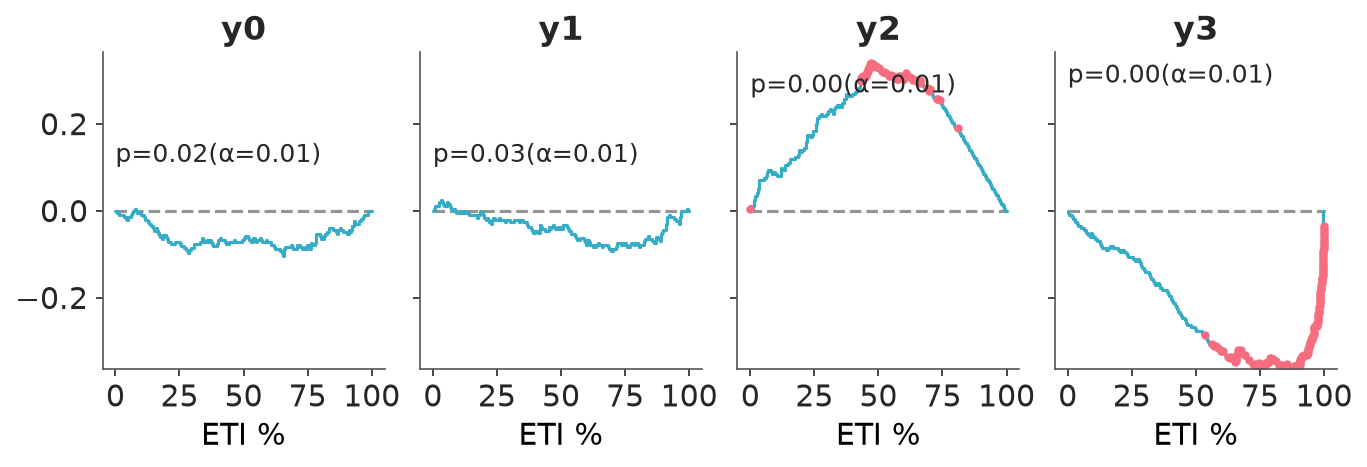 y0
y1
y2
y3
p=0.02(α=0.01)
p=0.03(α=0.01)
p=0.00(α=0.01)
p=0.00(α=0.01)
0.2
0.0
−0.2
0 25 50 75 100
0 25 50 75 100
0 25 50 75 100
0 25 50 75 100
ETI %
ETI %
ETI %
ETI %